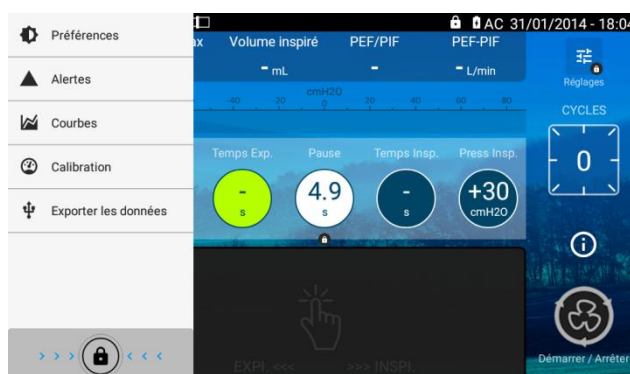 AC 31/01/2014 - 18:04
Préférences
Alertes
Courbes
Calibration
Exporter les données
> > > < < <
ax Volume inspiré PEF/PIF PEF-PIF
- mL - - L/min
cmH2O
-40 -20 0 20 40 60 80
Temps Exp. Pause Temps Insp. Press Insp.
- s
4.9 s
- s
+30 cmH2O
EXPI <<< >>> INSPI
Réglages
CYCLES
0
Démarrer / Arrêter